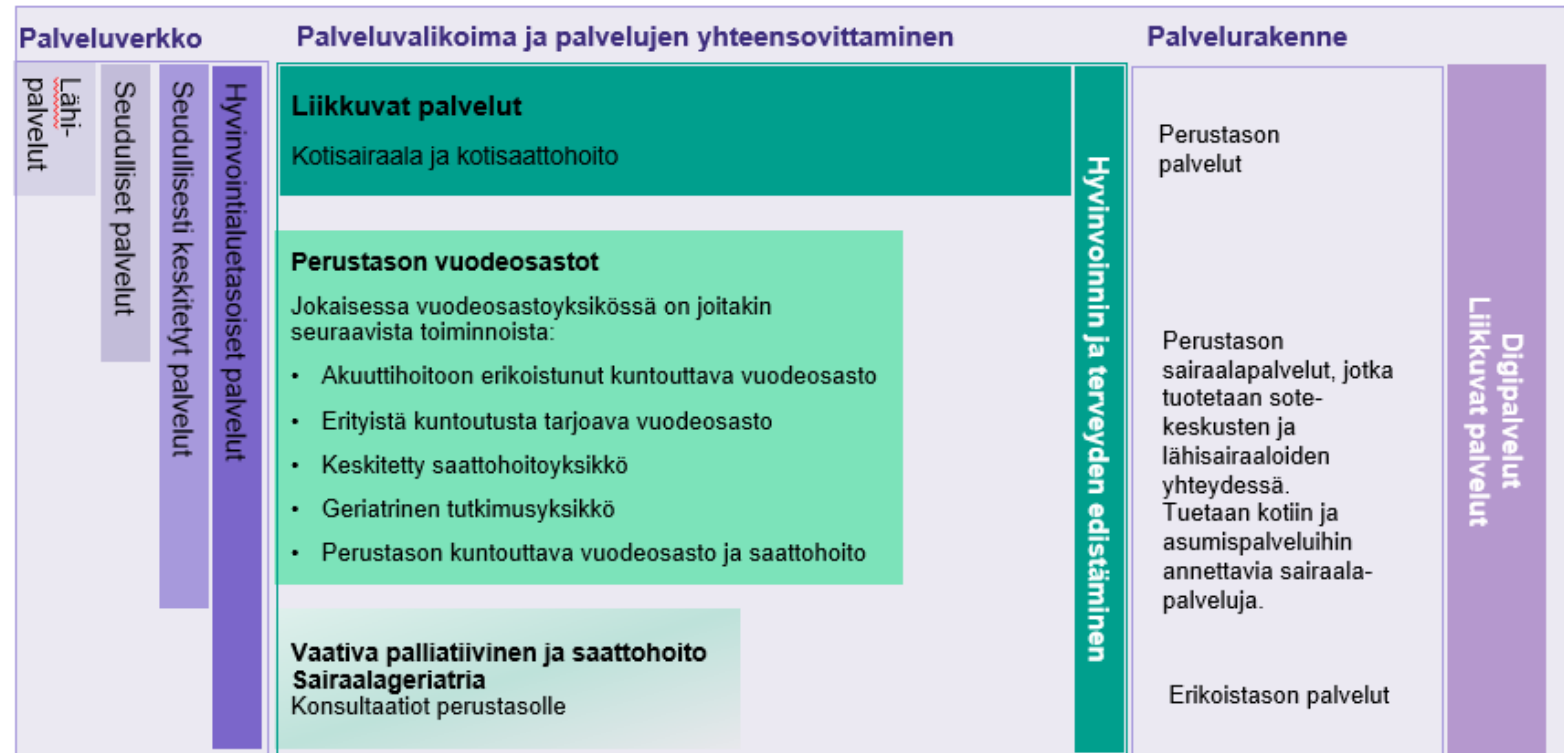 Palveluverkko
Palveluvalikoima ja palvelujen yhteensovittaminen
Palvelurakenne
Lähi-
palvelut
Seudulliset palvelut
Seudullisesti keskitetyt palvelut
Hyvinvointialuetasoiset palvelut
Liikkuvat palvelut
Kotisairaala ja kotisaattohoito
Perustason vuodeosastot
Jokaisessa vuodeosastoyksikössä on joitakin
seuraavista toiminnoista:
• Akuuttihoitoon erikoistunut kuntouttava vuodeosasto
• Erityistä kuntoutusta tarjoava vuodeosasto
• Keskitetty saattohoitoyksikkö
• Geriatrinen tutkimusyksikkö
• Perustason kuntouttava vuodeosasto ja saattohoito
Vaativa palliatiivinen ja saattohoito
Sairaalageriatria
Konsultaatiot perustasolle
Hyvinvoinnin ja terveyden edistäminen
Perustason
palvelut
Perustason
sairaalapalvelut, jotka
tuotetaan sote-
keskusten ja
lähisairaaloiden
yhteydessä.
Tuetaan kotiin ja
asumispalveluihin
annettavia sairaala-
palveluja.
Erikoistason palvelut
Digipalvelut
Liikkuvat palvelut